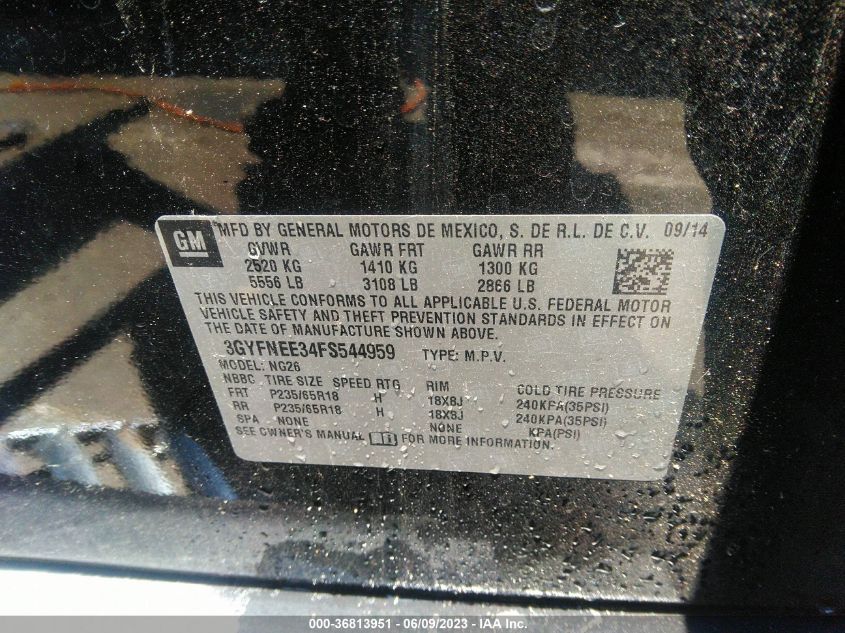 GM
MFD BY GENERAL MOTORS DE MEXICO, S. DE R.L. DE C.V. 09/14
GVWR GAWR FRT GAWR RR
2520 KG 1410 KG 1300 KG
5556 LB 3108 LB 2866 LB
THIS VEHICLE CONFORMS TO ALL APPLICABLE U.S. FEDERAL MOTOR
VEHICLE SAFETY AND THEFT PREVENTION STANDARDS IN EFFECT ON
THE DATE OF MANUFACTURE SHOWN ABOVE.
3GYFNEE34FS544959 TYPE: M.P.V.
MODEL: NG26
NBBC TIRE SIZE SPEED RTG RIM COLD TIRE PRESSURE
FRT P235/65R18 H 18X8J 240KPA(35PSI)
RR P235/65R18 H 18X8J 240KPA(35PSI)
SPA NONE NONE KPA(PSI)
SEE OWNER'S MANUAL FOR MORE INFORMATION.
000-36813951 - 06/09/2023 - IAA Inc.